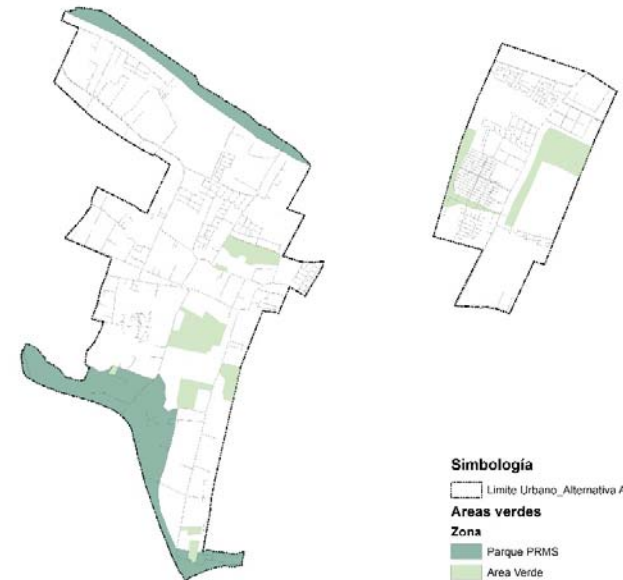 Simbología
Limite Urbano_Alternativa A
Areas verdes
Zona
Parque PRMS
Area Verde